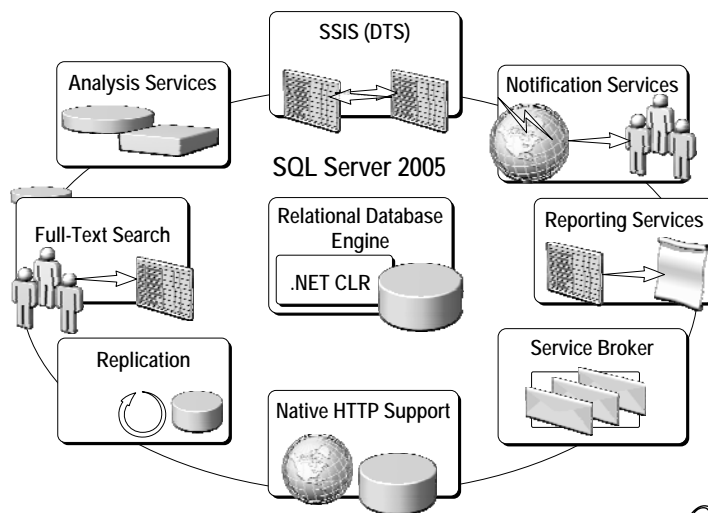 SSIS (DTS)
Analysis Services
Notification Services
SQL Server 2005
Full-Text Search
Relational Database
Engine
.NET CLR
Reporting Services
Replication
Service Broker
Native HTTP Support